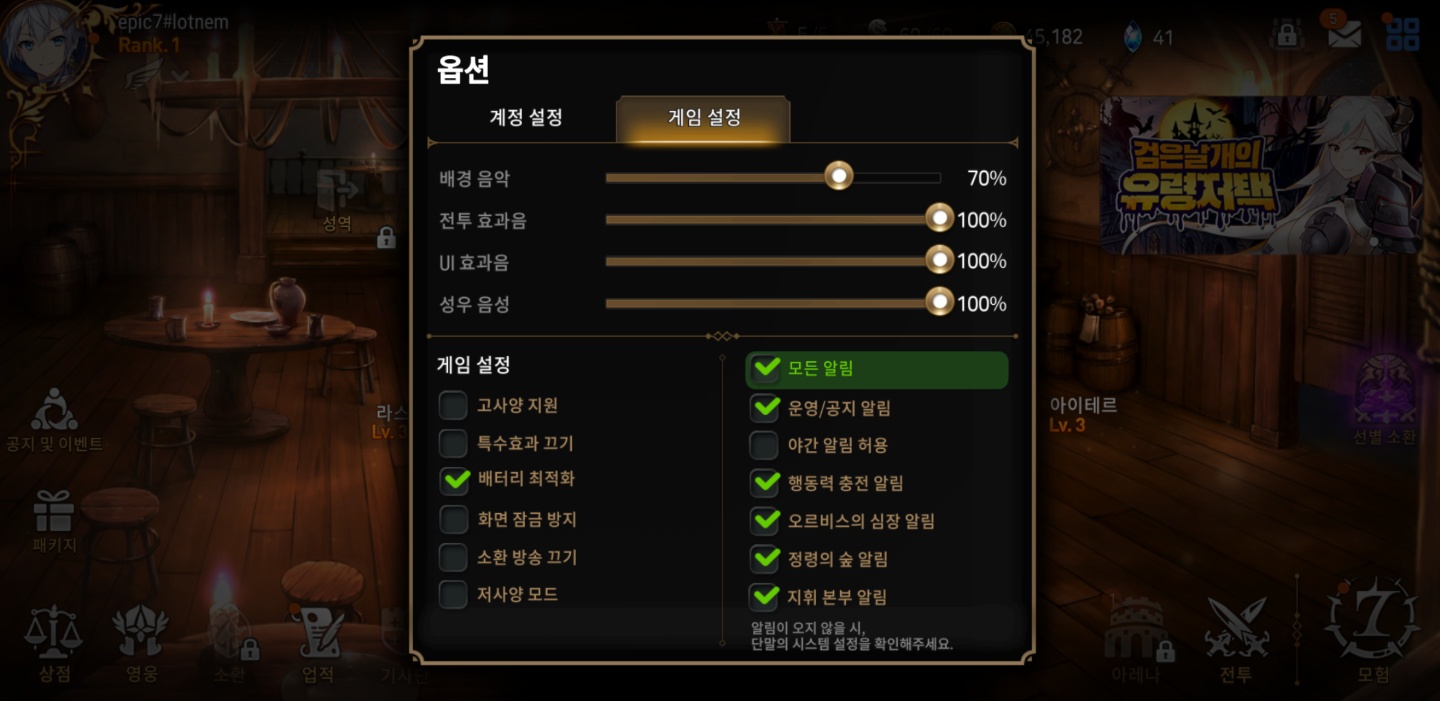 epic7#lotnem
Rank. 1
45,182
41
5
옵션
계정 설정
게임 설정
배경 음악
70%
전투 효과음
100%
UI 효과음
100%
성우 음성
100%
게임 설정
고사양 지원
특수효과 끄기
배터리 최적화
화면 잠금 방지
소환 방송 끄기
저사양 모드
모든 알림
운영/공지 알림
야간 알림 허용
행동력 충전 알림
오르비스의 심장 알림
정령의 숲 알림
지휘 본부 알림
알림이 오지 않을 시,
단말의 시스템 설정을 확인해주세요.
검은날개의
유령저택
성역
공지 및 이벤트
패키지
라스
Lv. 3
아이테르
Lv. 3
선별 소환
상점
영웅
소환
업적
아레나
전투
7
모험